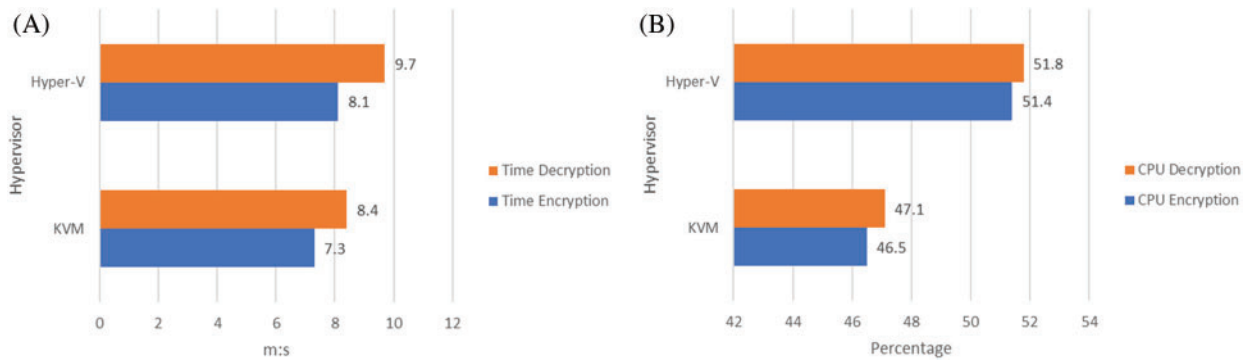 (A)
Hypervisor
Hyper-V
9.7
8.1
KVM
8.4
7.3
0 2 4 6 8 10 12
m:s
Time Decryption
Time Encryption
(B)
Hypervisor
Hyper-V
51.8
51.4
KVM
47.1
46.5
42 44 46 48 50 52 54
Percentage
CPU Decryption
CPU Encryption